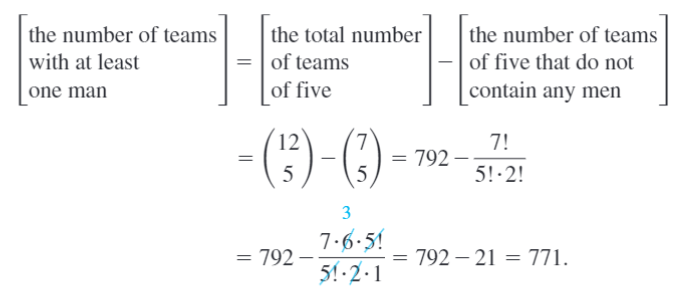 [the number of teams with at least one man] = [the total number of teams of five] − [the number of teams of five that do not contain any men]
= (12 5) − (7 5) = 792 − 7! / 5!·2!
3
= 792 − 7·6·5! / 5!·2·1 = 792 − 21 = 771.